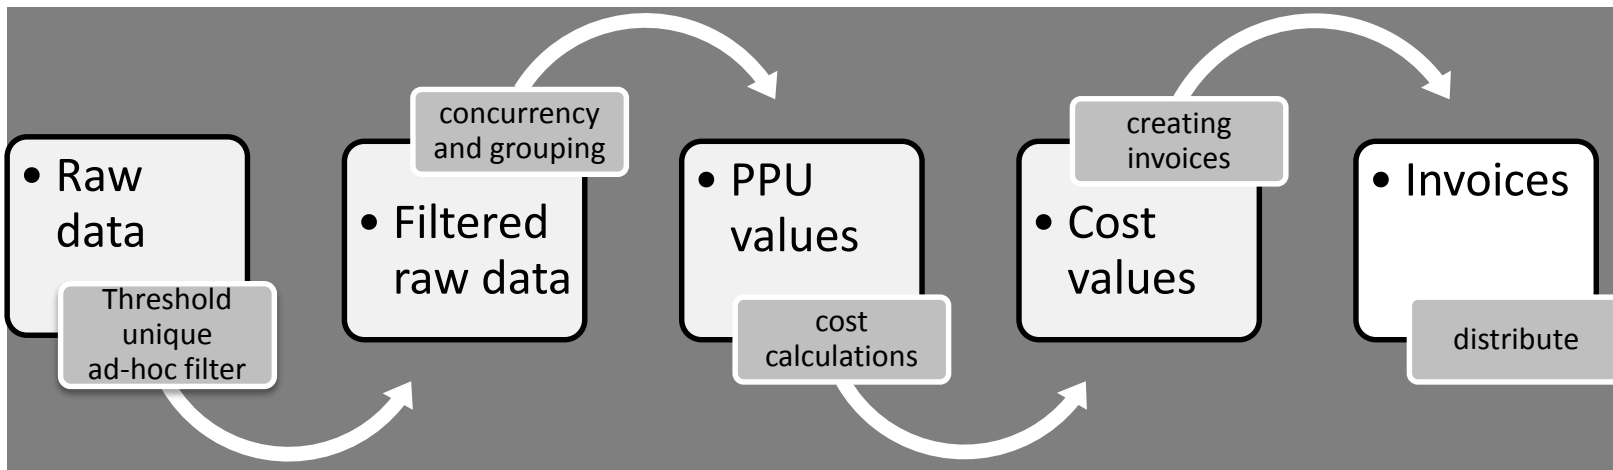 • Raw
data
Threshold
unique
ad-hoc filter
concurrency
and grouping
• Filtered
raw data
• PPU
values
cost
calculations
creating
invoices
• Cost
values
• Invoices
distribute